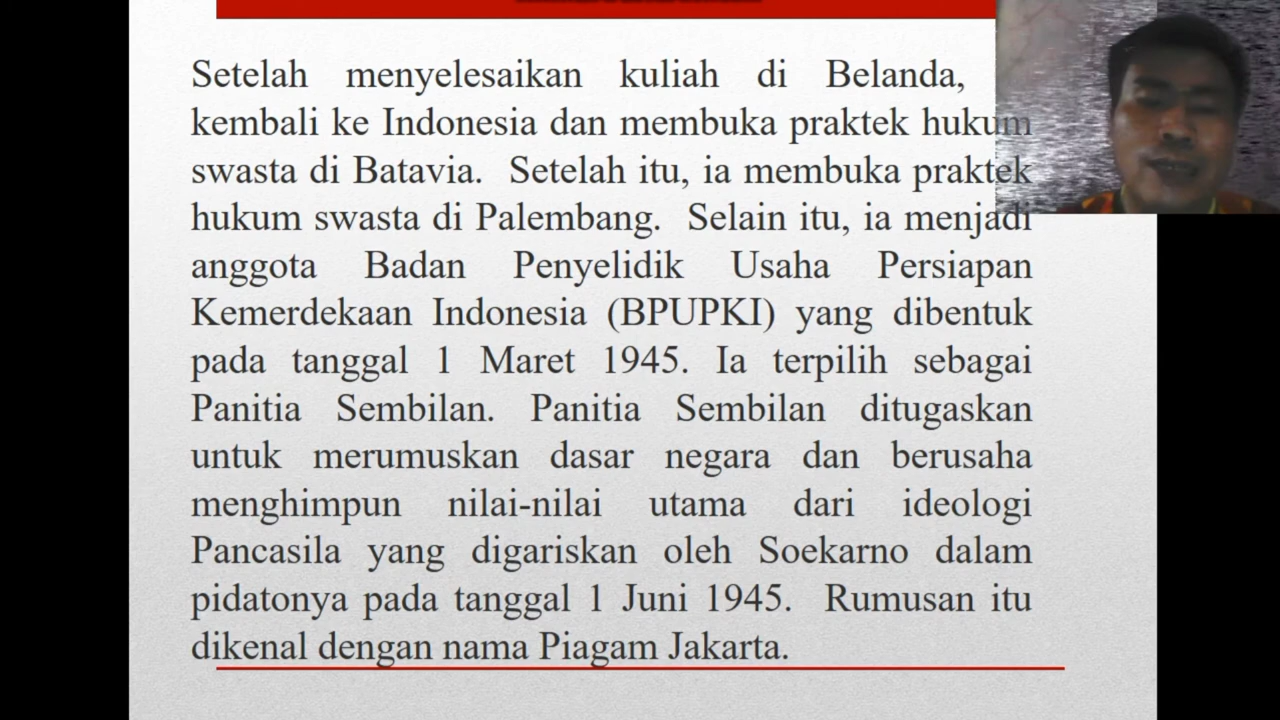 Setelah menyelesaikan kuliah di Belanda,
kembali ke Indonesia dan membuka praktek hukum
swasta di Batavia. Setelah itu, ia membuka praktek
hukum swasta di Palembang. Selain itu, ia menjadi
anggota Badan Penyelidik Usaha Persiapan
Kemerdekaan Indonesia (BPUPKI) yang dibentuk
pada tanggal 1 Maret 1945. Ia terpilih sebagai
Panitia Sembilan. Panitia Sembilan ditugaskan
untuk merumuskan dasar negara dan berusaha
menghimpun nilai-nilai utama dari ideologi
Pancasila yang digariskan oleh Soekarno dalam
pidatonya pada tanggal 1 Juni 1945. Rumusan itu
dikenal dengan nama Piagam Jakarta.